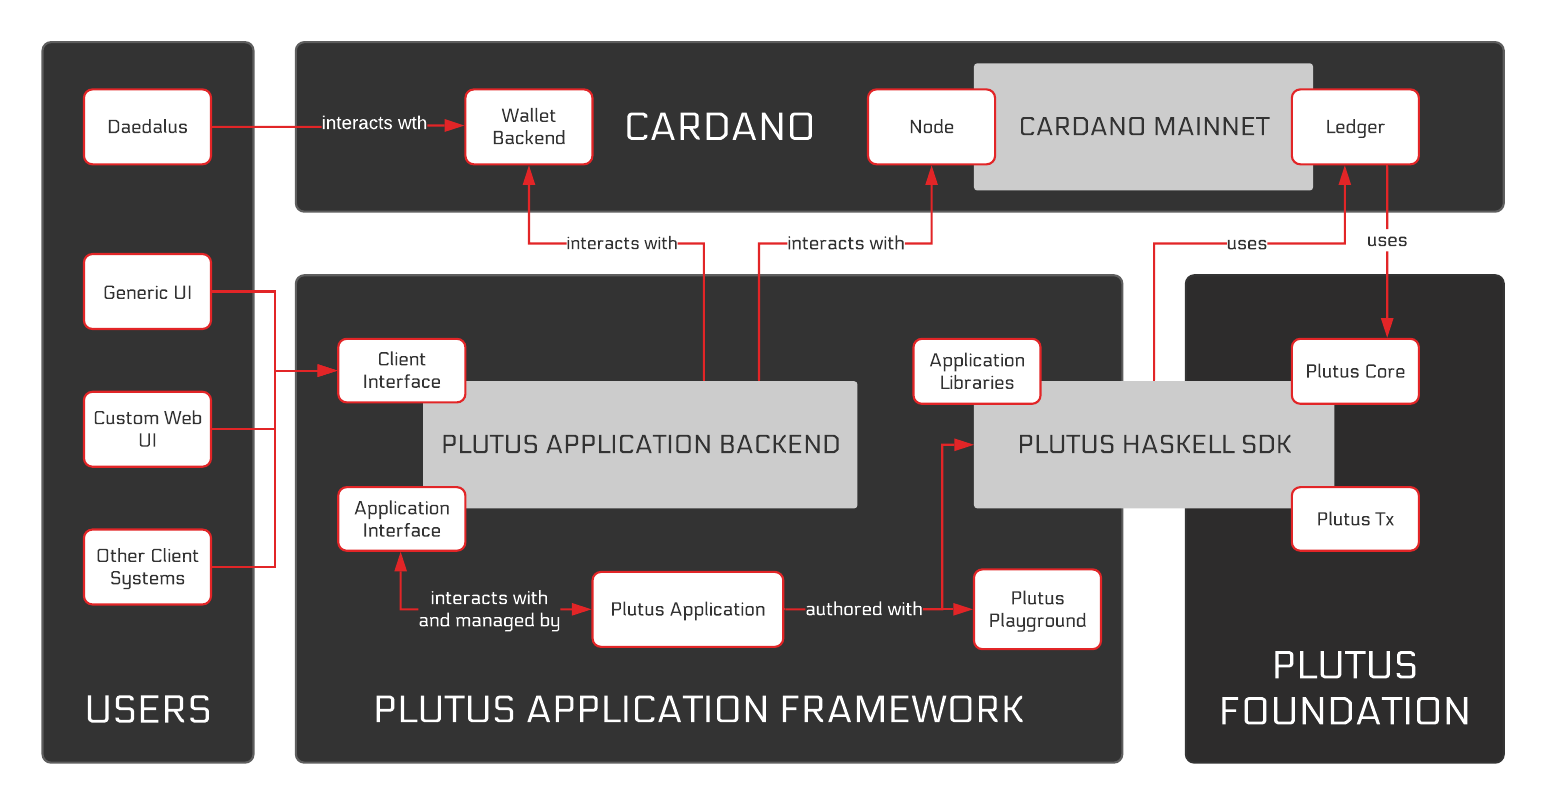 Daedalus
interacts wth
Wallet
Backend
CARDANO
Node
CARDANO MAINNET
Ledger
interacts with
interacts with
uses
uses
Generic UI
Custom Web
UI
Other Client
Systems
USERS
Client
Interface
PLUTUS APPLICATION BACKEND
Application
Interface
interacts with
and managed by
Plutus Application
authored with
Application
Libraries
PLUTUS HASKELL SDK
Plutus
Playground
PLUTUS APPLICATION FRAMEWORK
Plutus Core
Plutus Tx
PLUTUS
FOUNDATION